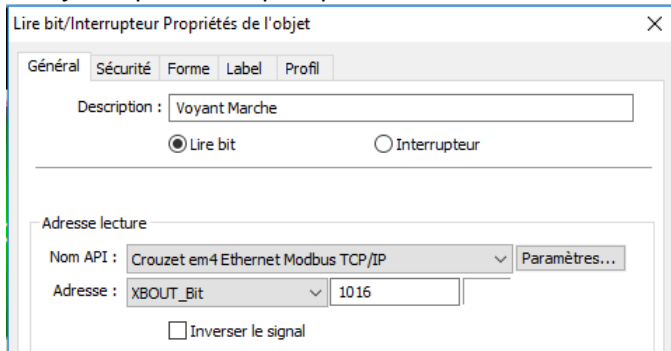 Lire bit/Interrupteur Propriétés de l'objet
Général Sécurité Forme Label Profil
Description : Voyant Marche
Lire bit Interrupteur
Adresse lecture
Nom API : Crouzet em4 Ethernet Modbus TCP/IP Paramètres...
Adresse : XBOUT_Bit 1016
Inverser le signal